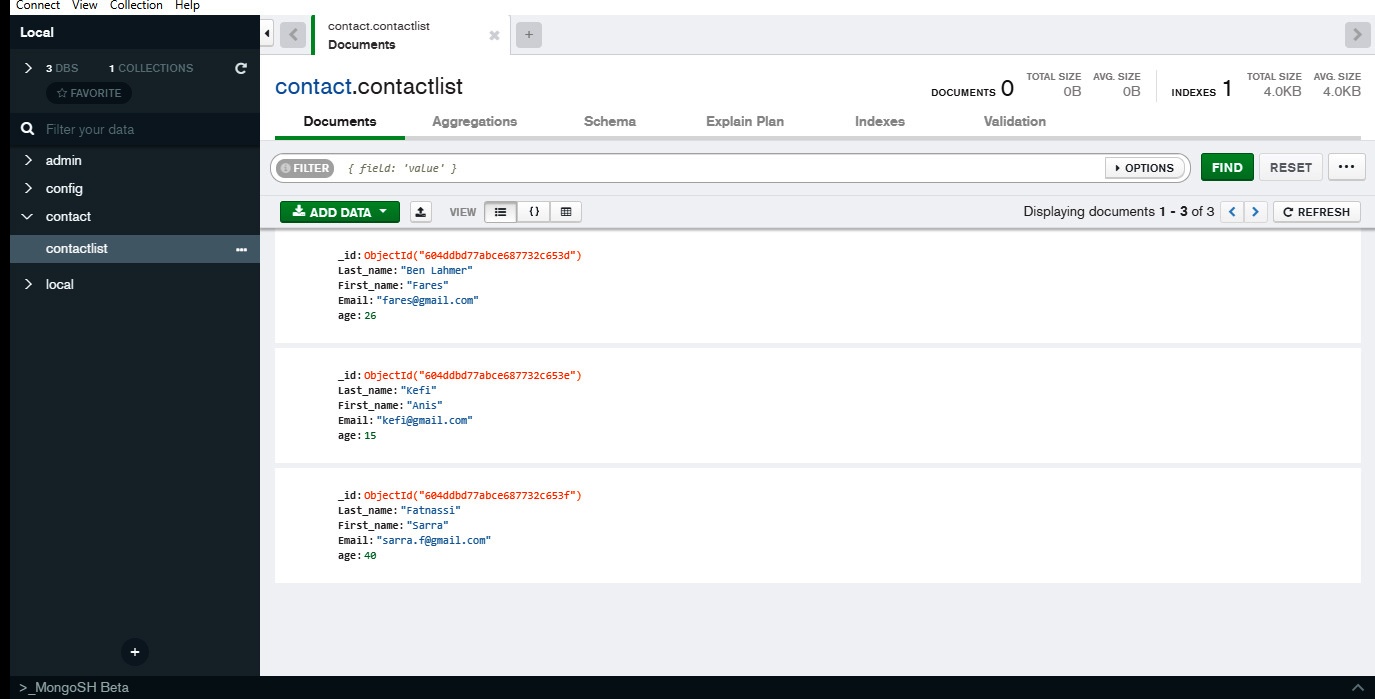 Connect View Collection Help
Local
3 DBS 1 COLLECTIONS
FAVORITE
Filter your data
admin
config
contact
contactlist
local
>_MongoSH Beta
contact.contactlist
Documents
contact.contactlist
DOCUMENTS 0 TOTAL SIZE 0B AVG. SIZE 0B INDEXES 1 TOTAL SIZE 4.0KB AVG. SIZE 4.0KB
Documents Aggregations Schema Explain Plan Indexes Validation
FILTER { field: 'value' } OPTIONS FIND RESET ...
ADD DATA VIEW {} Displaying documents 1 - 3 of 3 REFRESH
_id: ObjectId("604ddbd77abce687732c653d")
Last_name: "Ben Lahmer"
First_name: "Fares"
Email: "fares@gmail.com"
age: 26
_id: ObjectId("604ddbd77abce687732c653e")
Last_name: "Kefi"
First_name: "Anis"
Email: "kefi@gmail.com"
age: 15
_id: ObjectId("604ddbd77abce687732c653f")
Last_name: "Fatnassi"
First_name: "Sarra"
Email: "sarra.f@gmail.com"
age: 40